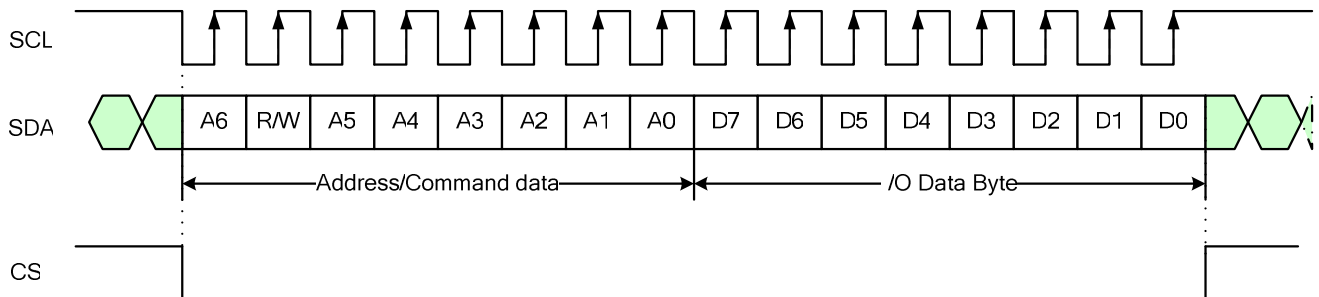 SCL
SDA A6 R/W A5 A4 A3 A2 A1 A0 D7 D6 D5 D4 D3 D2 D1 D0
Address/Command data /O Data Byte
CS